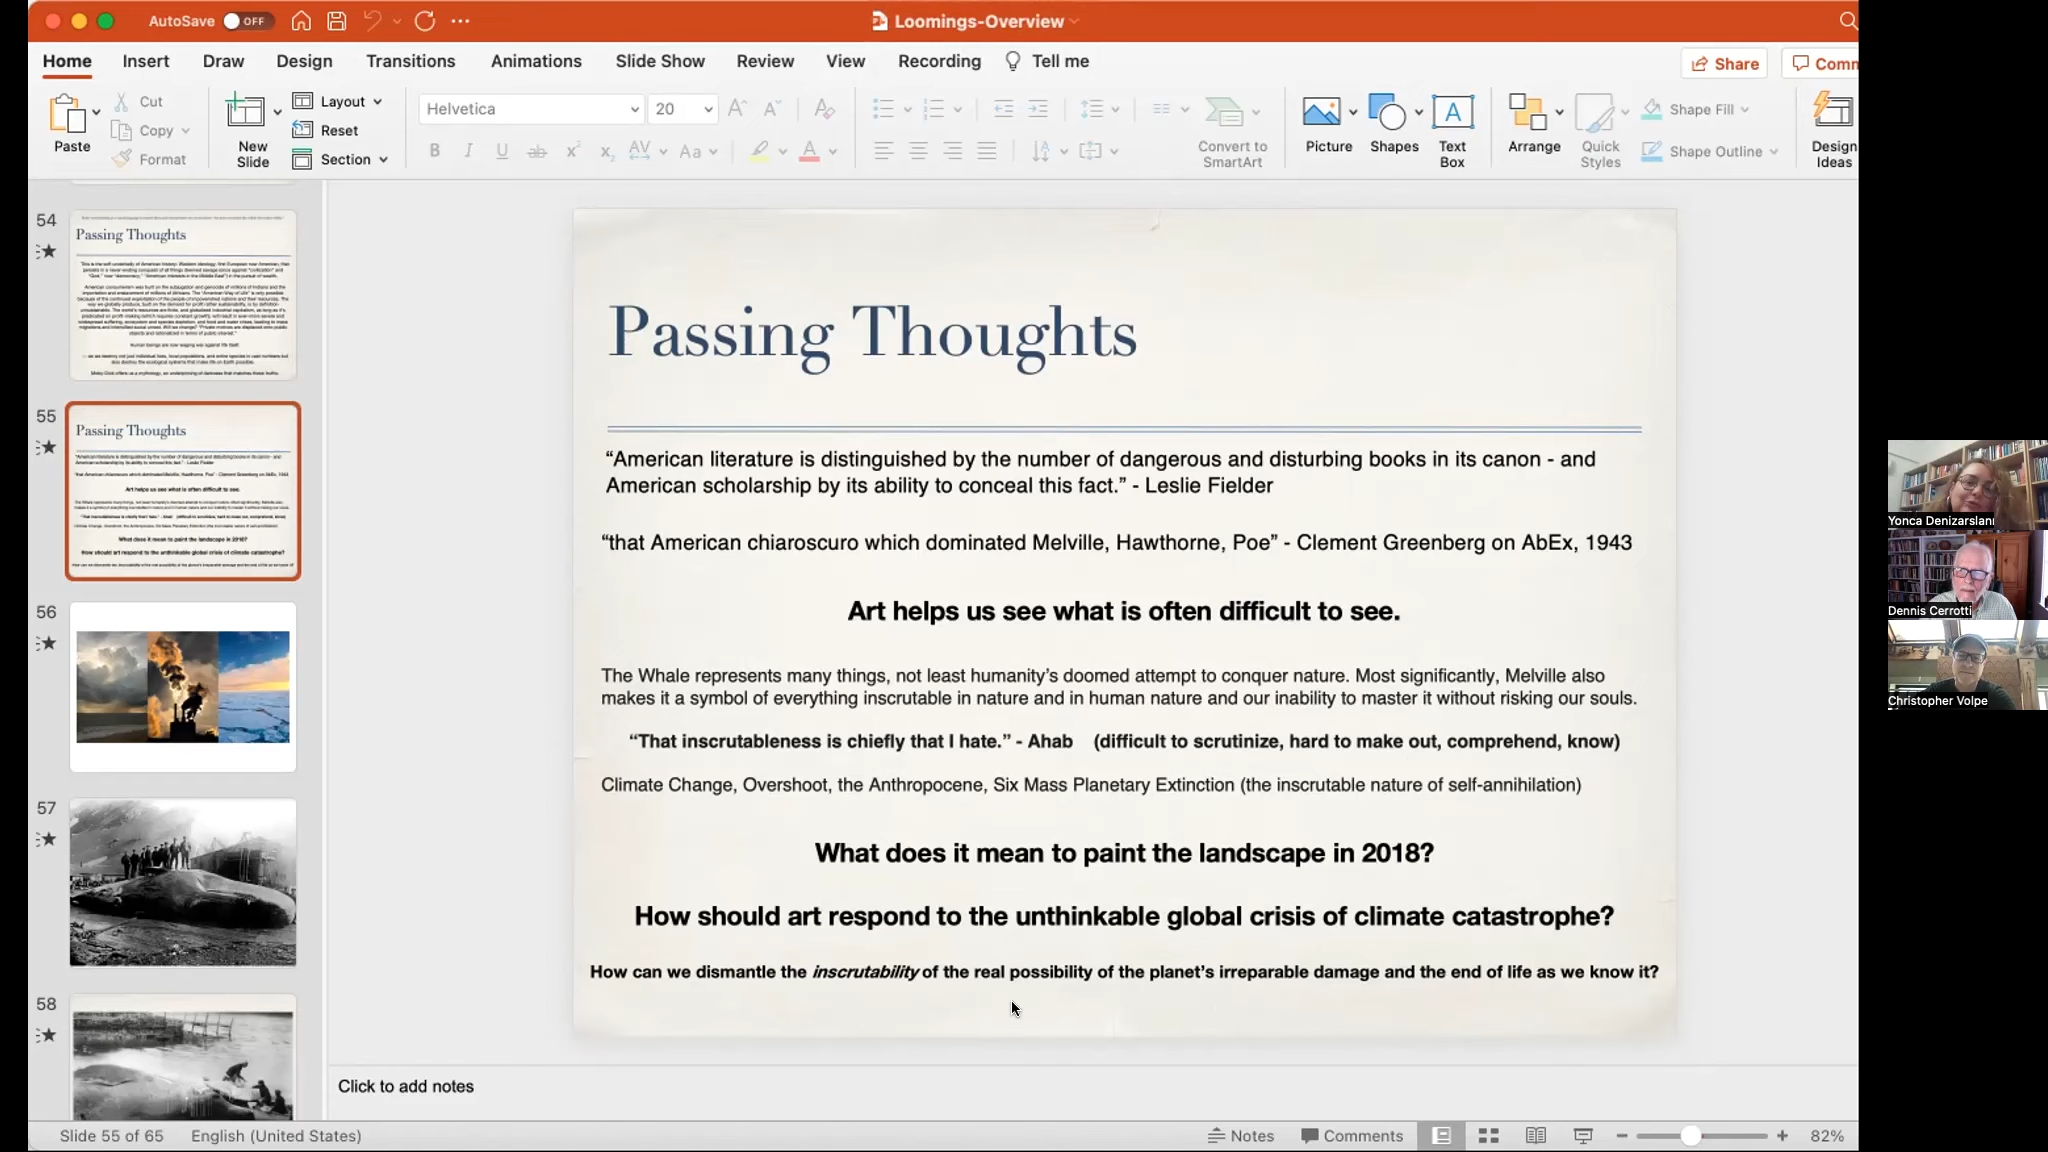 AutoSave OFF
Loomings-Overview
Home Insert Draw Design Transitions Animations Slide Show Review View Recording Tell me
Share Comm
Paste
Cut
Copy
Format
New Slide
Layout
Reset
Section
Helvetica 20
Convert to SmartArt
Picture
Shapes
Text Box
Arrange
Quick Styles
Shape Fill
Shape Outline
Design Ideas
54
Passing Thoughts
55
Passing Thoughts
56
57
58
Passing Thoughts
“American literature is distinguished by the number of dangerous and disturbing books in its canon - and
American scholarship by its ability to conceal this fact.” - Leslie Fielder
“that American chiaroscuro which dominated Melville, Hawthorne, Poe” - Clement Greenberg on AbEx, 1943
Art helps us see what is often difficult to see.
The Whale represents many things, not least humanity’s doomed attempt to conquer nature. Most significantly, Melville also
makes it a symbol of everything inscrutable in nature and in human nature and our inability to master it without risking our souls.
“That inscrutableness is chiefly that I hate.” - Ahab (difficult to scrutinize, hard to make out, comprehend, know)
Climate Change, Overshoot, the Anthropocene, Six Mass Planetary Extinction (the inscrutable nature of self-annihilation)
What does it mean to paint the landscape in 2018?
How should art respond to the unthinkable global crisis of climate catastrophe?
How can we dismantle the inscrutability of the real possibility of the planet’s irreparable damage and the end of life as we know it?
Click to add notes
Slide 55 of 65 English (United States)
Notes Comments 82%
Yonca Denizarslan
Dennis Cerrotti
Christopher Volpe